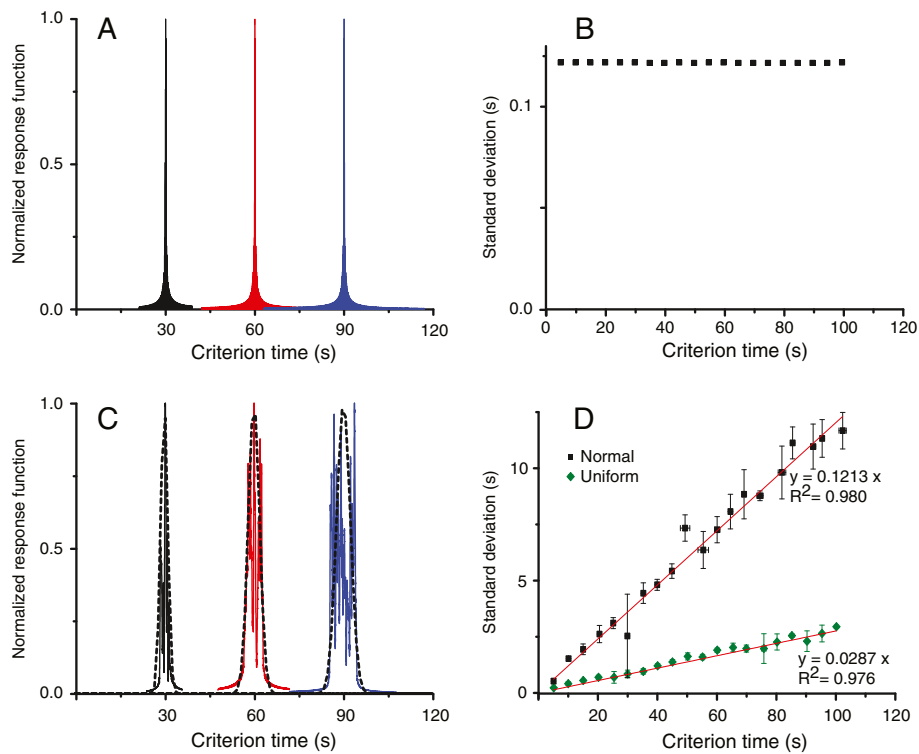 A
Normalized response function
1.0
0.5
0.0
30
60
90
120
Criterion time (s)
B
Standard deviation (s)
0.1
0.0
0
20
40
60
80
100
120
Criterion time (s)
C
Normalized response function
1.0
0.5
0.0
30
60
90
120
Criterion time (s)
D
Standard deviation (s)
10
5
0
Normal
Uniform
y = 0.1213 x
R2= 0.980
y = 0.0287 x
R2= 0.976
20
40
60
80
100
120
Criterion time (s)